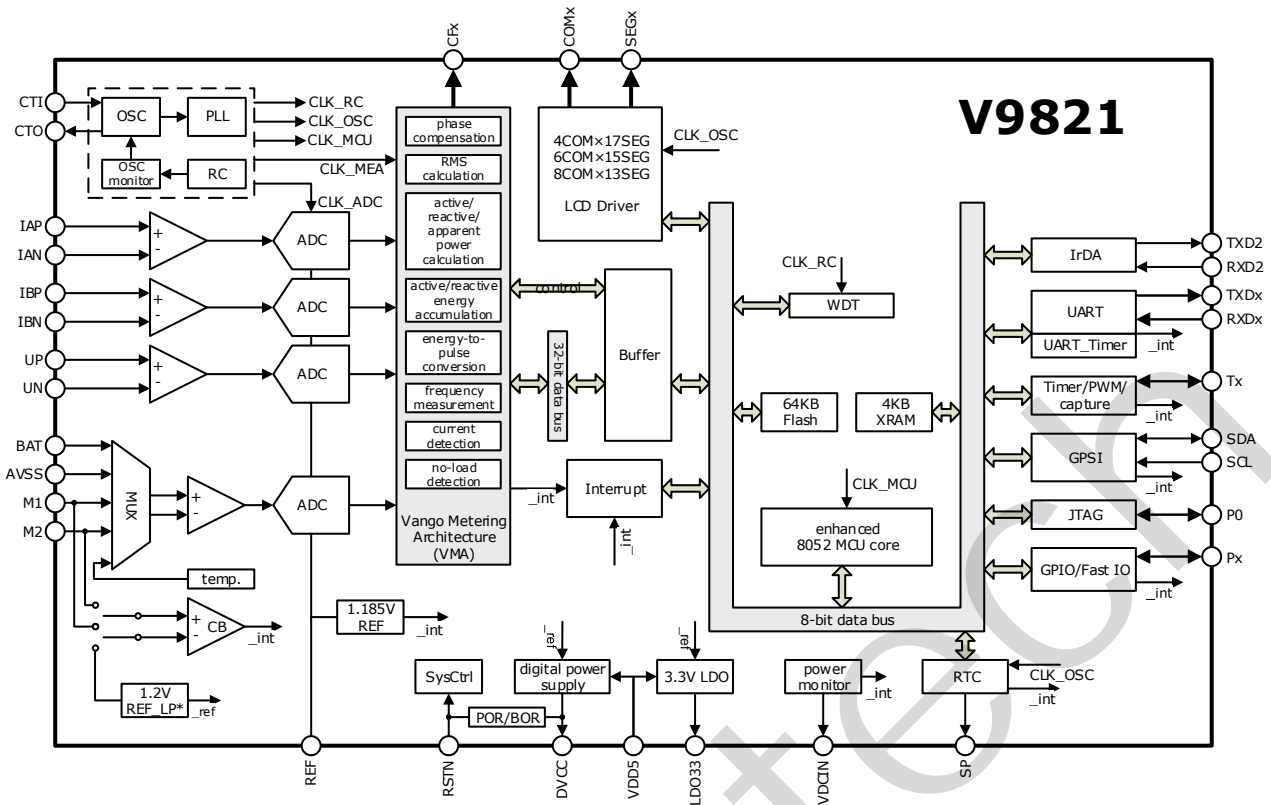 CFx
COMx
SEGx
V9821
CTI
CTO
OSC
PLL
CLK_RC
CLK_OSC
CLK_MCU
OSC
monitor
RC
CLK_MEA
CLK_ADC
IAP
IAN
+
-
ADC
IBP
IBN
+
-
ADC
UP
UN
+
-
ADC
BAT
AVSS
M1
M2
MUX
+
-
ADC
temp.
+
-
CB
_int
1.2V
REF_LP*
_ref
1.185V
REF
_int
phase
compensation
RMS
calculation
active/
reactive/
apparent
power
calculation
active/reactive
energy
accumulation
energy-to-
pulse
conversion
frequency
measurement
current
detection
no-load
detection
Vango Metering
Architecture
(VMA)
4COM×17SEG
6COM×15SEG
8COM×13SEG
LCD Driver
CLK_OSC
control
32-bit data bus
Buffer
_int
Interrupt
_int
CLK_RC
WDT
64KB
Flash
4KB
XRAM
CLK_MCU
enhanced
8052 MCU core
8-bit data bus
IrDA
TXD2
RXD2
UART
UART_Timer
_int
TXDx
RXDx
Timer/PWM/
capture
_int
Tx
GPSI
_int
SDA
SCL
JTAG
P0
GPIO/Fast IO
_int
Px
SysCtrl
POR/BOR
_ref
digital power
supply
_ref
3.3V LDO
power
monitor
_int
RTC
CLK_OSC
_int
REF
RSTN
DVCC
VDD5
LDO33
VDCIN
SP
tech